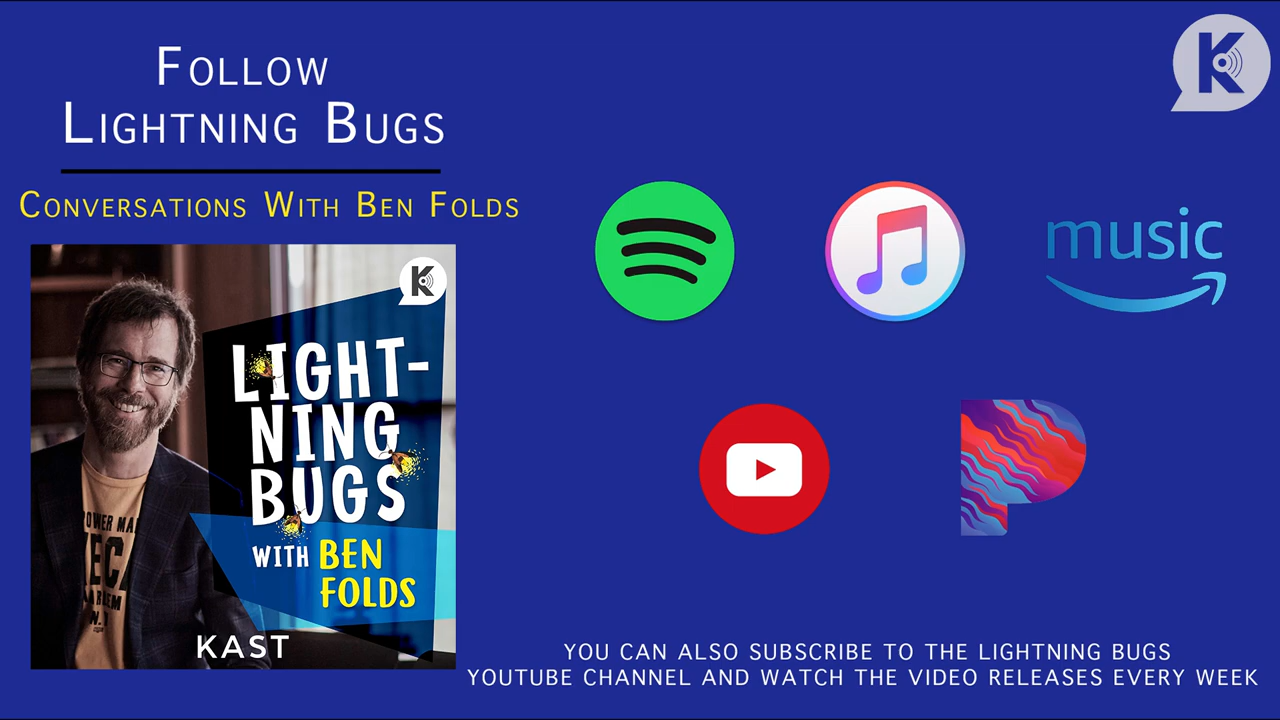 FOLLOW
LIGHTNING BUGS
CONVERSATIONS WITH BEN FOLDS
K
music
K
LIGHT-
NING
BUGS
WITH BEN
FOLDS
KAST
YOU CAN ALSO SUBSCRIBE TO THE LIGHTNING BUGS
YOUTUBE CHANNEL AND WATCH THE VIDEO RELEASES EVERY WEEK